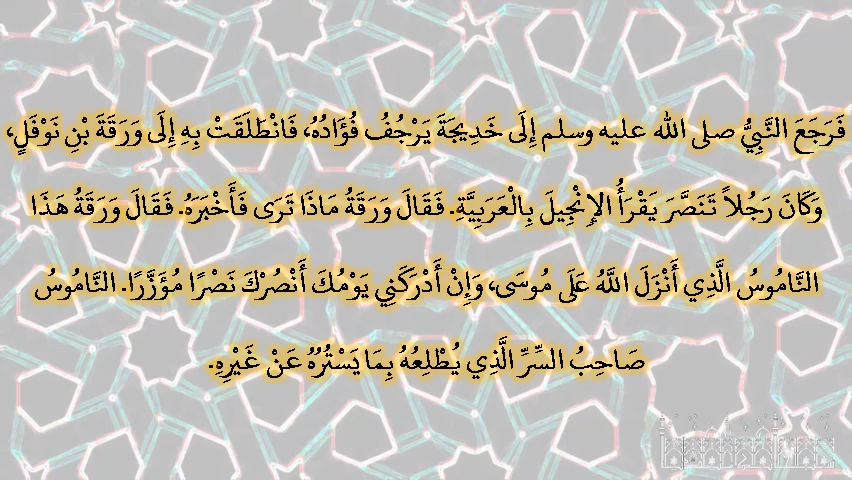 فَرَجَعَ النَّبِيُّ صلى الله عليه وسلم إِلَى خَدِيجَةَ يَرْجُفُ فُؤَادُهُ، فَانْطَلَقَتْ بِهِ إِلَى وَرَقَةَ بْنِ نَوْفَلٍ،
وَكَانَ رَجُلاً تَنَصَّرَ يَقْرَأُ الإِنْجِيلَ بِالْعَرَبِيَّةِ. فَقَالَ وَرَقَةُ مَاذَا تَرَى فَأَخْبَرَهُ. فَقَالَ وَرَقَةُ هَذَا
النَّامُوسُ الَّذِي أَنْزَلَ اللَّهُ عَلَى مُوسَى، وَإِنْ أَدْرَكَنِي يَوْمُكَ أَنْصُرْكَ نَصْرًا مُؤَزَّرًا. النَّامُوسُ
صَاحِبُ السِّرِّ الَّذِي يُطْلِعُهُ بِمَا يَسْتُرُهُ عَنْ غَيْرِهِ.